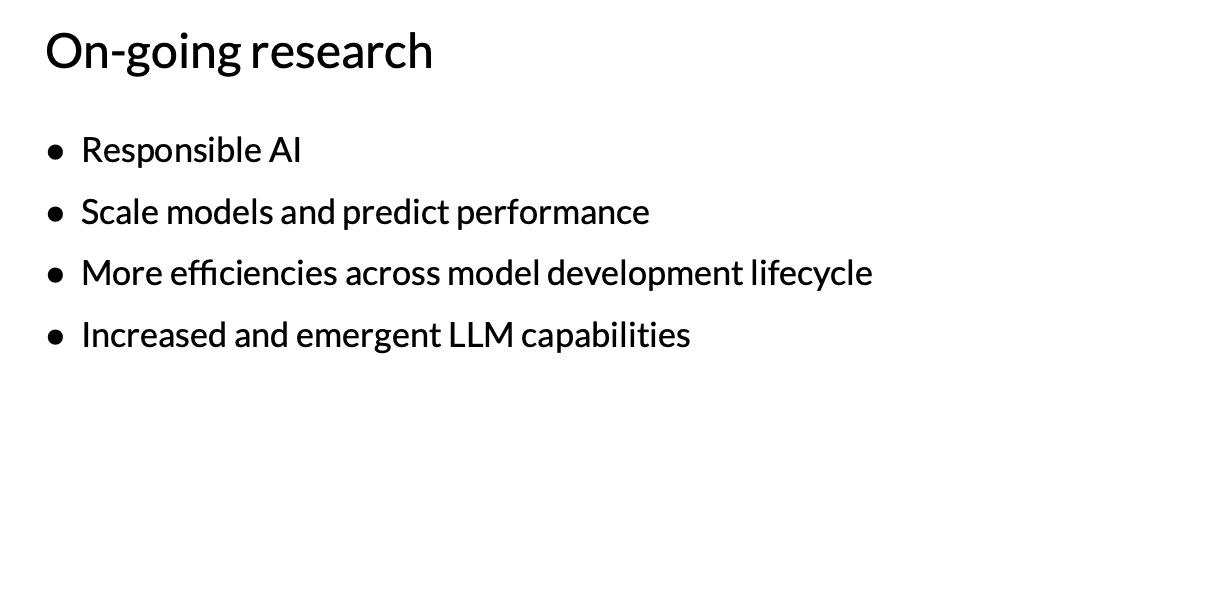 On-going research
● Responsible AI
● Scale models and predict performance
● More efficiencies across model development lifecycle
● Increased and emergent LLM capabilities